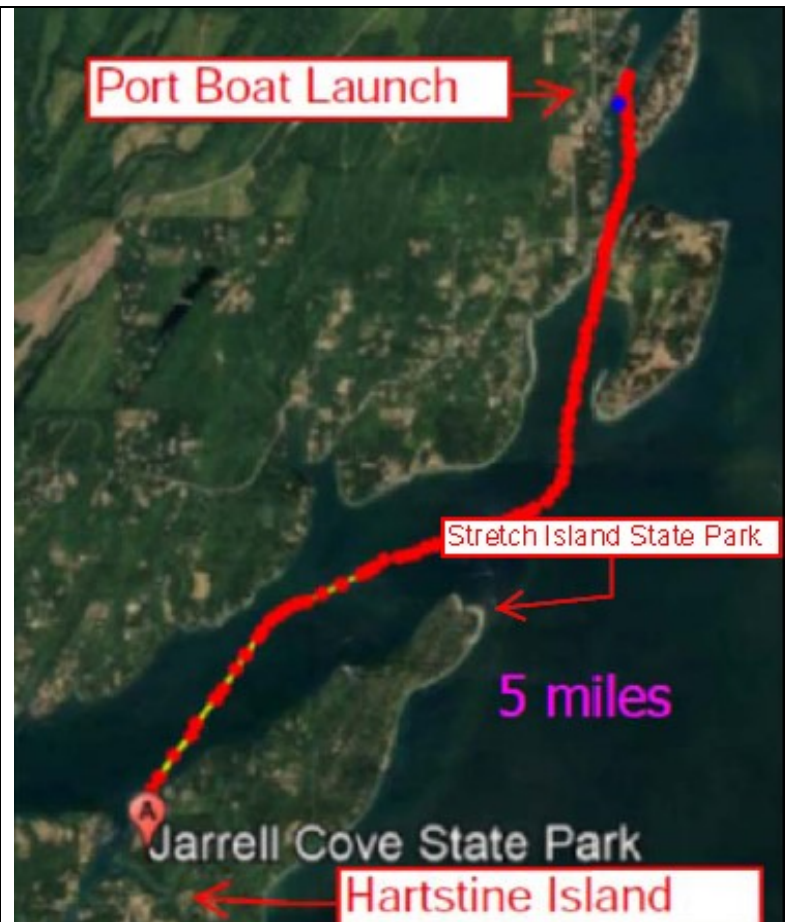 Port Boat Launch
Stretch Island State Park
5 miles
A
Jarrell Cove State Park
Hartstine Island